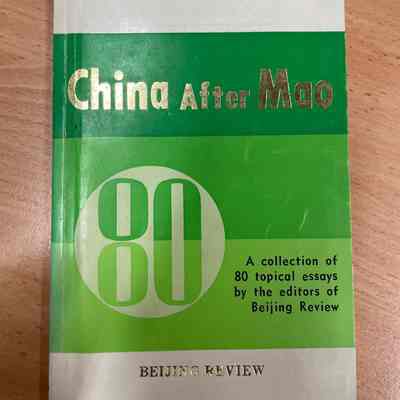 China After Mao
80
A collection of
80 topical essays
by the editors of
Beijing Review
BEIJING REVIEW